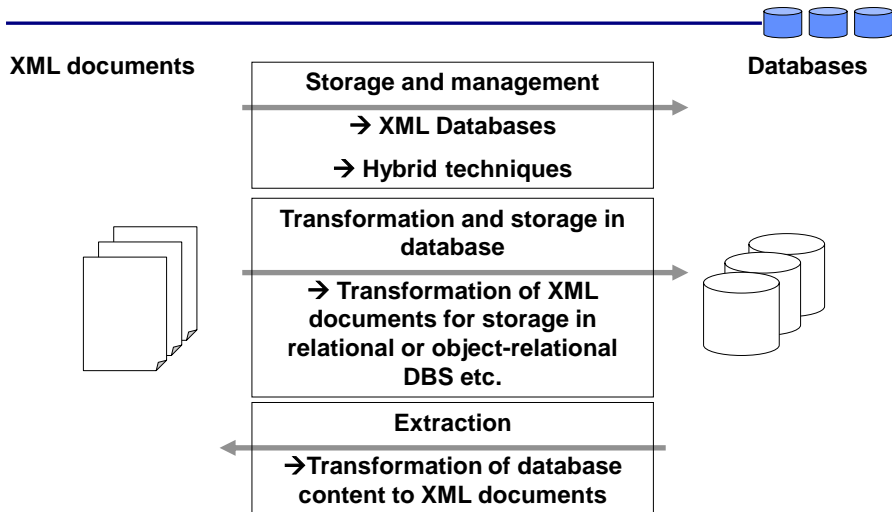 XML documents
Databases
Storage and management
→ XML Databases
→ Hybrid techniques
Transformation and storage in
database
→ Transformation of XML
documents for storage in
relational or object-relational
DBS etc.
Extraction
→Transformation of database
content to XML documents